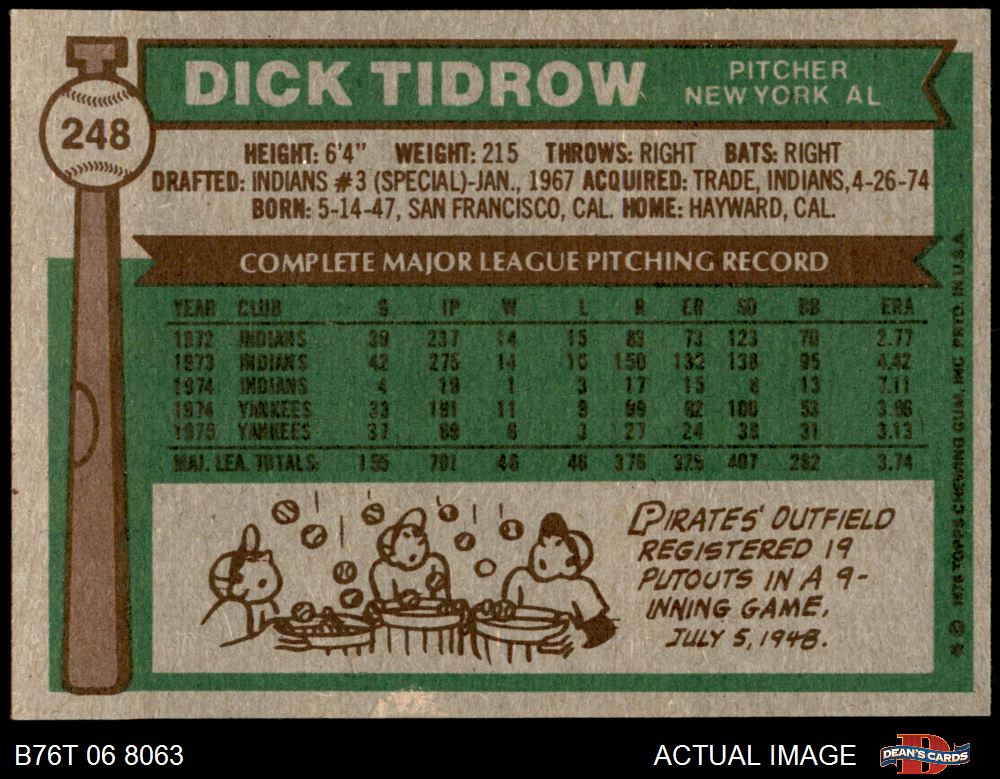 248
DICK TIDROW
PITCHER
NEW YORK AL
HEIGHT: 6'4" WEIGHT: 215 THROWS: RIGHT BATS: RIGHT
DRAFTED: INDIANS #3 (SPECIAL)-JAN., 1967 ACQUIRED: TRADE, INDIANS, 4-26-74
BORN: 5-14-47, SAN FRANCISCO, CAL. HOME: HAYWARD, CAL.
COMPLETE MAJOR LEAGUE PITCHING RECORD
YEAR CLUB G IP W L R ER SO BB ERA
1972 INDIANS 39 237 14 15 83 73 123 70 2.77
1973 INDIANS 42 275 14 16 150 132 138 95 4.42
1974 INDIANS 4 19 1 3 17 15 8 13 7.11
1974 YANKEES 33 191 11 9 99 82 100 53 3.86
1975 YANKEES 37 69 6 3 27 24 38 31 3.13
MAJ. LEA. TOTALS: 155 791 46 46 376 326 407 262 3.74
PIRATES' OUTFIELD
REGISTERED 19
PUTOUTS IN A 9-
INNING GAME,
JULY 5, 1948.
© 1976 TOPPS CHEWING GUM, INC. PRTD. IN U.S.A.
B76T 06 8063
ACTUAL IMAGE
DEAN'S CARDS